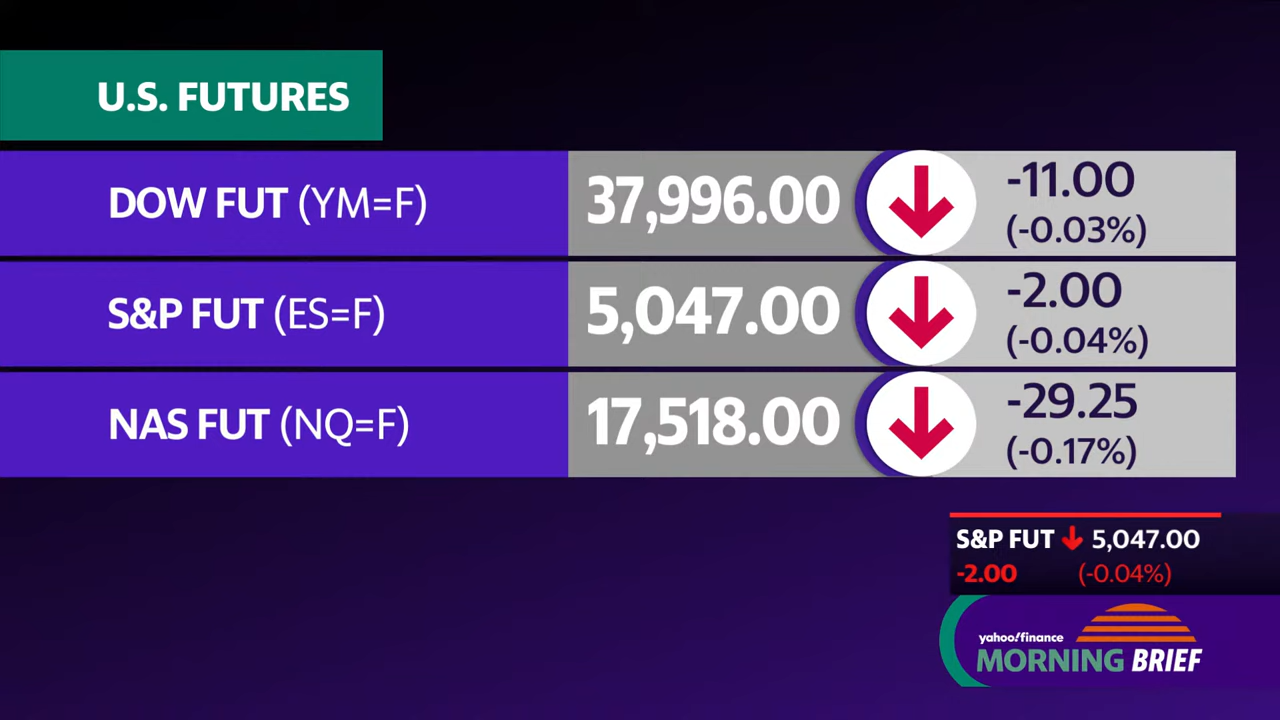 U.S. FUTURES
DOW FUT (YM=F) 37,996.00 -11.00
(-0.03%)
S&P FUT (ES=F) 5,047.00 -2.00
(-0.04%)
NAS FUT (NQ=F) 17,518.00 -29.25
(-0.17%)
S&P FUT 5,047.00
-2.00 (-0.04%)
yahoo!finance
MORNING BRIEF